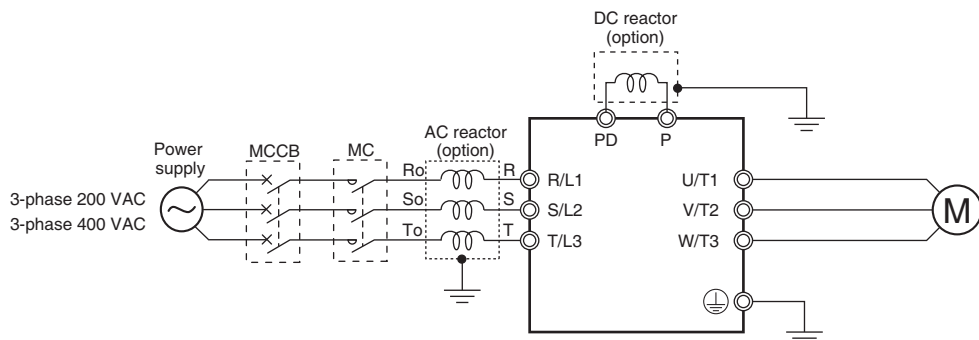 DC reactor
(option)
PD
P
AC reactor
(option)
Power
supply
MCCB
MC
3-phase 200 VAC
3-phase 400 VAC
Ro
R
So
S
To
T
R/L1
S/L2
T/L3
U/T1
V/T2
W/T3
M